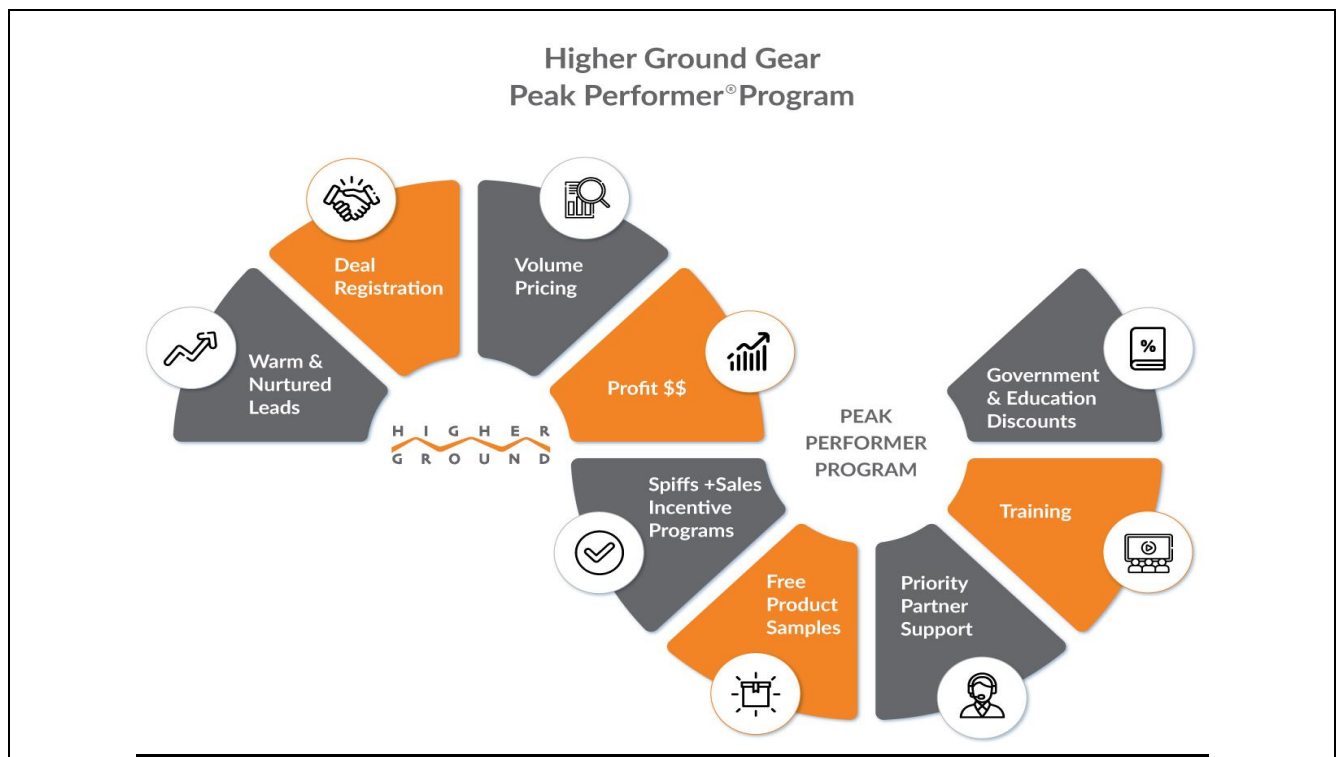 Higher Ground Gear
Peak Performer® Program
Warm &
Nurtured
Leads
Deal
Registration
Volume
Pricing
Profit $$
HIGHER
GROUND
PEAK
PERFORMER
PROGRAM
Spiffs +Sales
Incentive
Programs
Free
Product
Samples
Priority
Partner
Support
Training
Government
& Education
Discounts
%